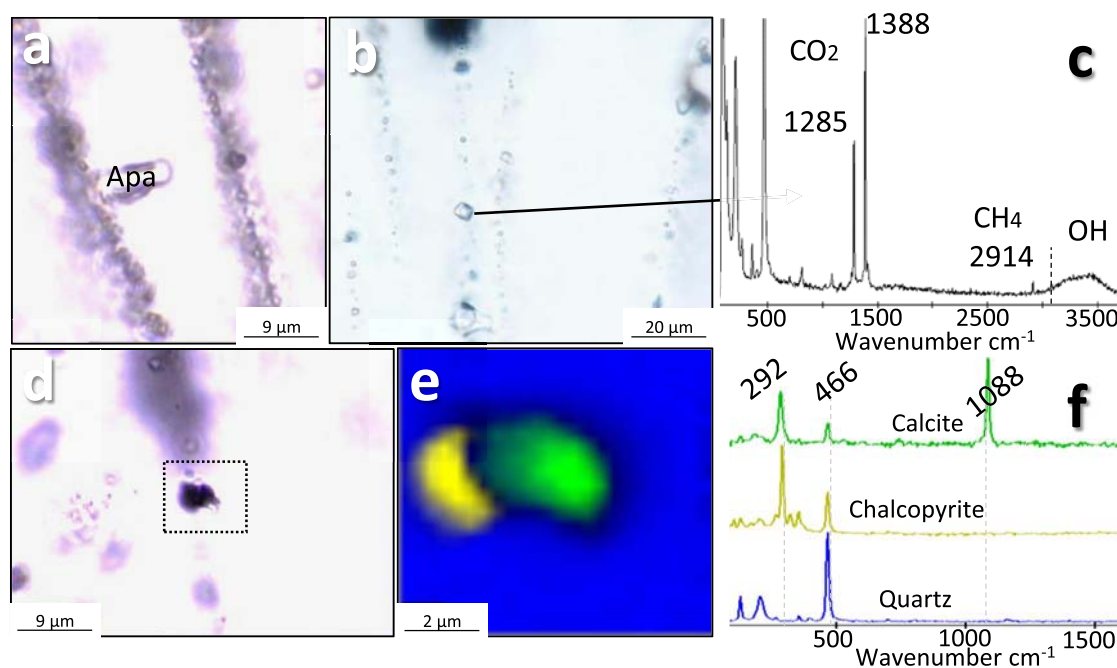 a
Apa
9 µm
b
20 µm
c
CO2
1388
1285
CH4
2914
OH
500
1500
2500
3500
Wavenumber cm-1
d
9 µm
e
2 µm
f
292
466
1088
Calcite
Chalcopyrite
Quartz
500
1000
1500
Wavenumber cm-1